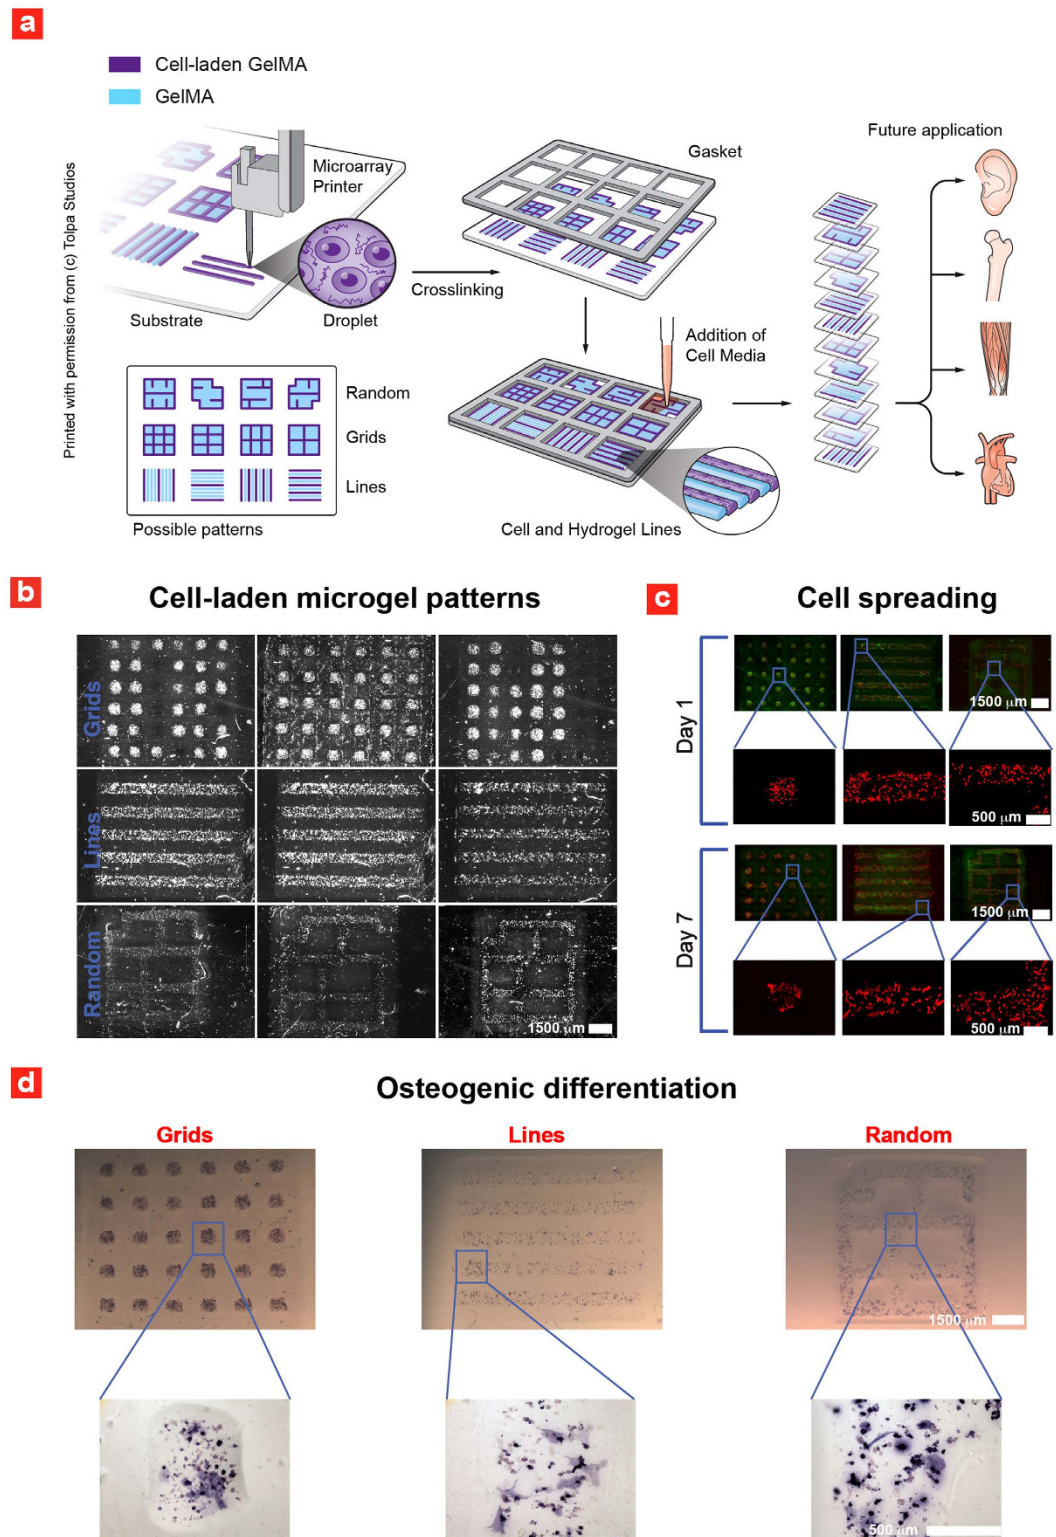 a
Cell-laden GelMA
GelMA
Printed with permission from (c) Tolpa Studios
Microarray
Printer
Substrate
Droplet
Crosslinking
Gasket
Future application
Addition of
Cell Media
Random
Grids
Lines
Possible patterns
Cell and Hydrogel Lines
b
Cell-laden microgel patterns
Grids
Lines
Random
1500 μm
c
Cell spreading
Day 1
1500 μm
500 μm
Day 7
1500 μm
500 μm
d
Osteogenic differentiation
Grids
Lines
Random
1500 μm
500 μm